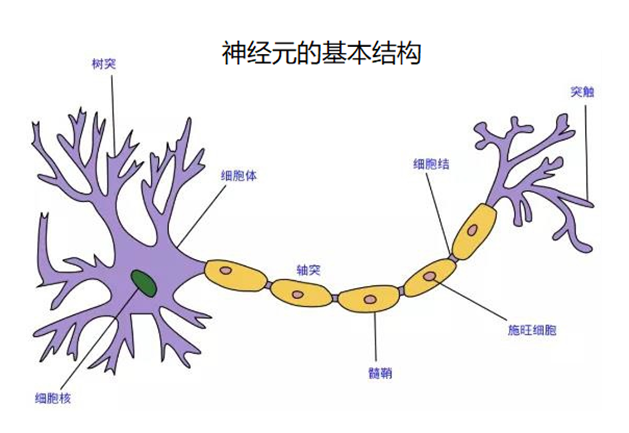 神经元的基本结构
树突
突触
细胞体
细胞结
轴突
施旺细胞
髓鞘
细胞核